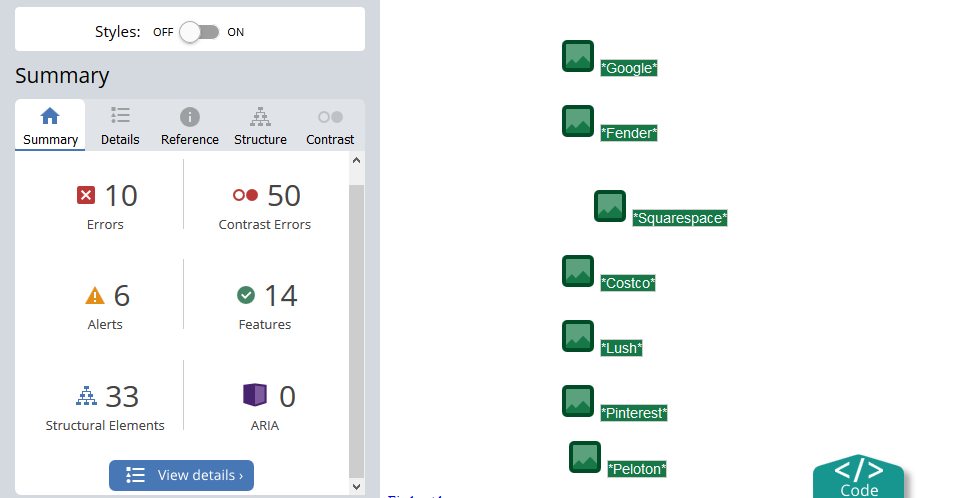 Styles: OFF ON
Summary
Summary Details Reference Structure Contrast
10 50
Errors Contrast Errors
6 14
Alerts Features
33 0
Structural Elements ARIA
View details ›
*Google*
*Fender*
*Squarespace*
*Costco*
*Lush*
*Pinterest*
*Peloton*
</> Code